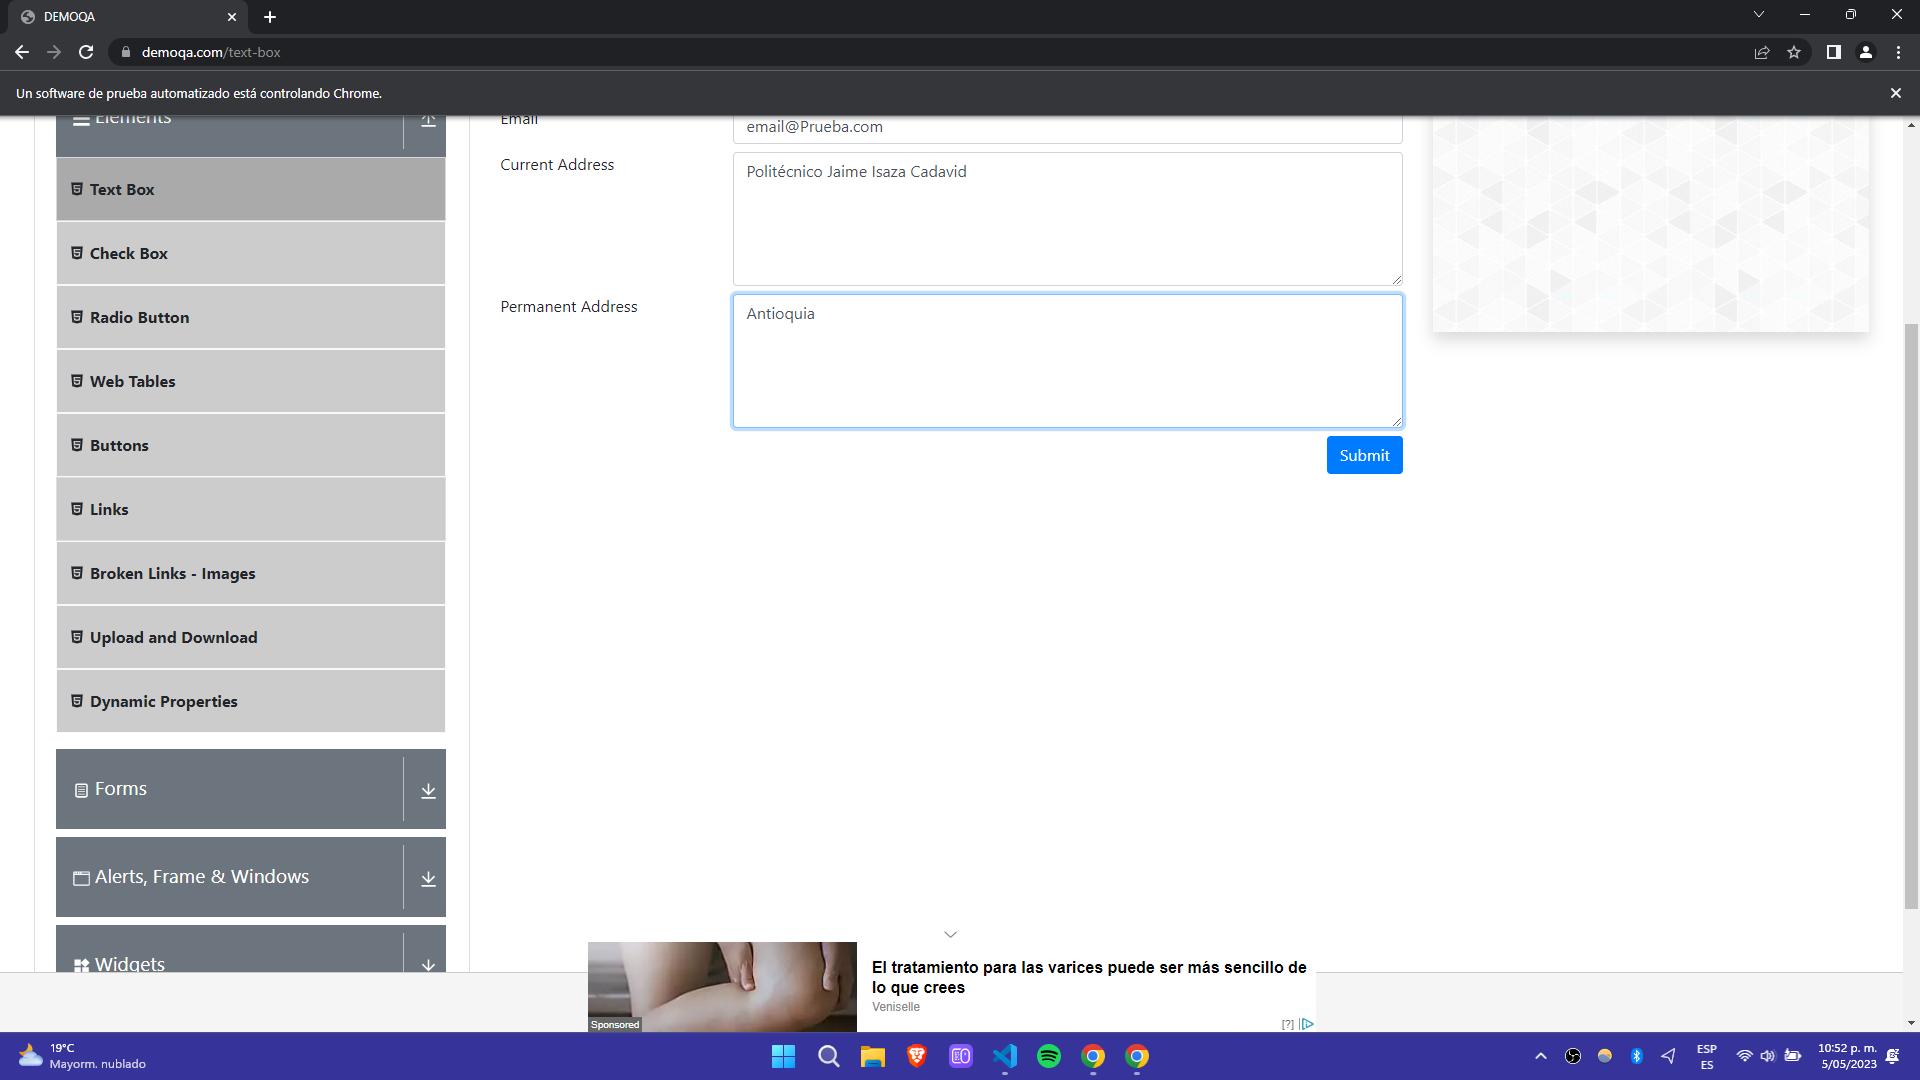 DEMOQA
demoqa.com/text-box
Un software de prueba automatizado está controlando Chrome.
Elements
Text Box
Check Box
Radio Button
Web Tables
Buttons
Links
Broken Links - Images
Upload and Download
Dynamic Properties
Forms
Alerts, Frame & Windows
Widgets
Email
email@Prueba.com
Current Address
Politécnico Jaime Isaza Cadavid
Permanent Address
Antioquia
Submit
El tratamiento para las varices puede ser más sencillo de
lo que crees
Veniselle
Sponsored
[?]
19°C
Mayorm. nublado
ESP
ES
10:52 p. m.
5/05/2023